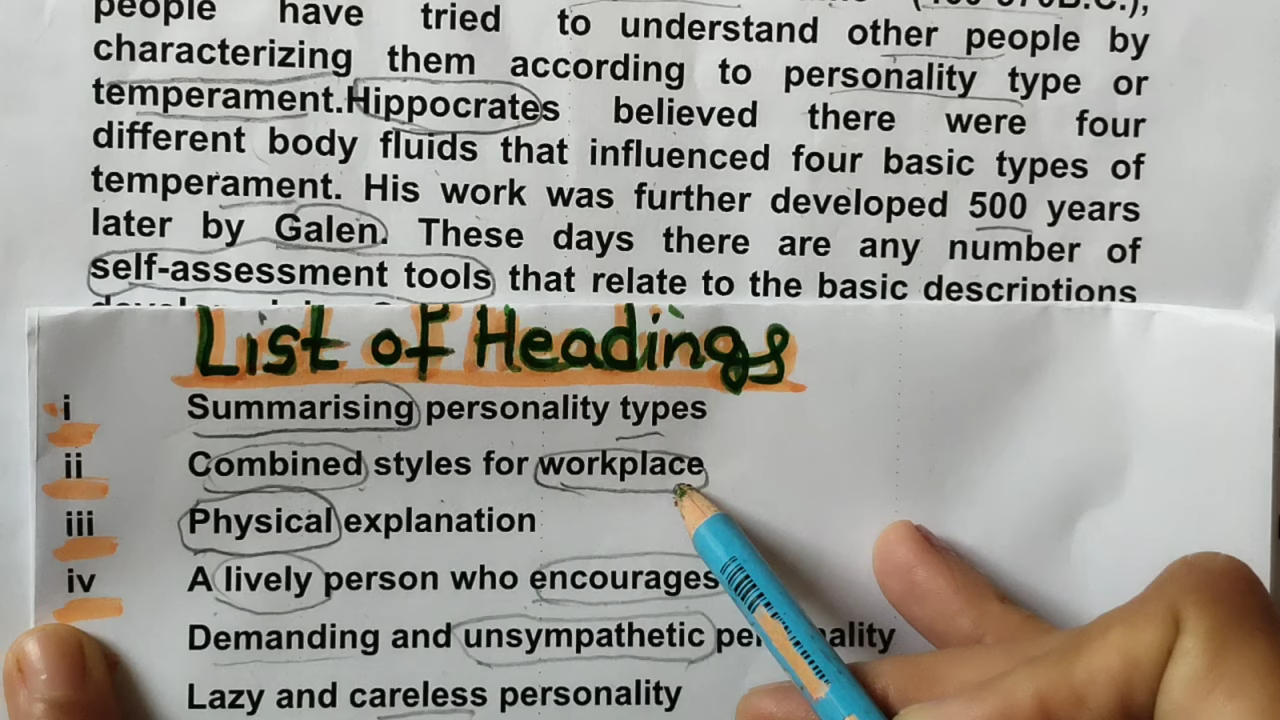 people have tried to understand other people by
characterizing them according to personality type or
temperament.Hippocrates believed there were four
different body fluids that influenced four basic types of
temperament. His work was further developed 500 years
later by Galen. These days there are any number of
self-assessment tools that relate to the basic descriptions
List of Headings
i Summarising personality types
ii Combined styles for workplace
iii Physical explanation
iv A lively person who encourages
Demanding and unsympathetic personality
Lazy and careless personality